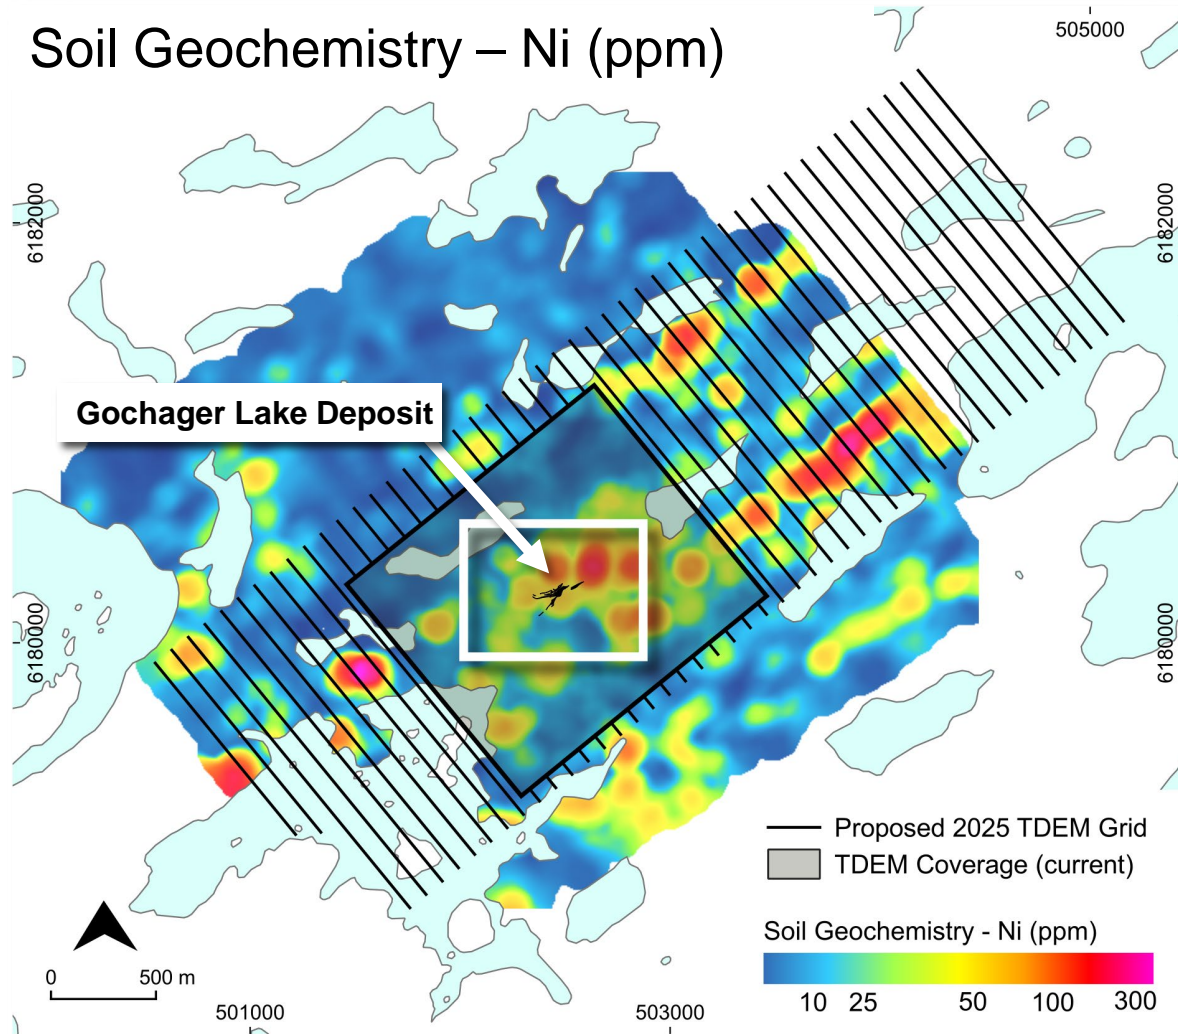 Soil Geochemistry – Ni (ppm)
505000
6182000
6182000
Gochager Lake Deposit
6180000
6180000
Proposed 2025 TDEM Grid
TDEM Coverage (current)
Soil Geochemistry - Ni (ppm)
10 25 50 100 300
0 500 m
501000 503000